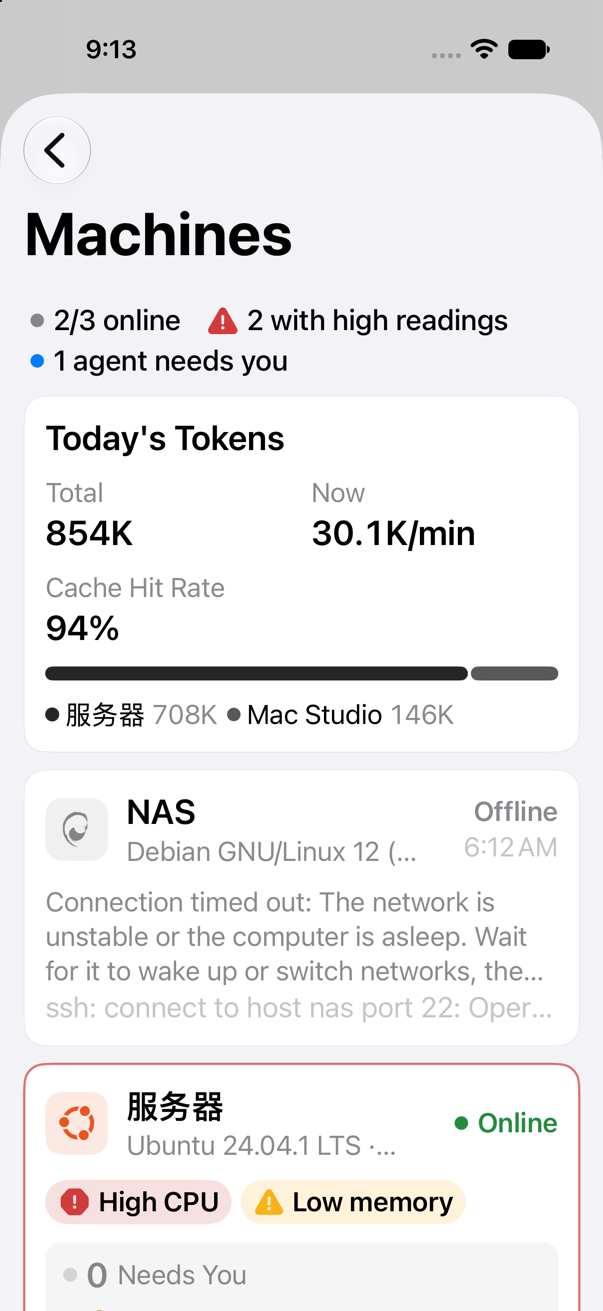 9:13
Machines
2/3 online 2 with high readings
1 agent needs you
Today's Tokens
Total Now
854K 30.1K/min
Cache Hit Rate
94%
服务器 708K Mac Studio 146K
NAS Offline
Debian GNU/Linux 12 (... 6:12 AM
Connection timed out: The network is
unstable or the computer is asleep. Wait
for it to wake up or switch networks, the...
ssh: connect to host nas port 22: Oper...
服务器 Online
Ubuntu 24.04.1 LTS ·...
High CPU Low memory
0 Needs You